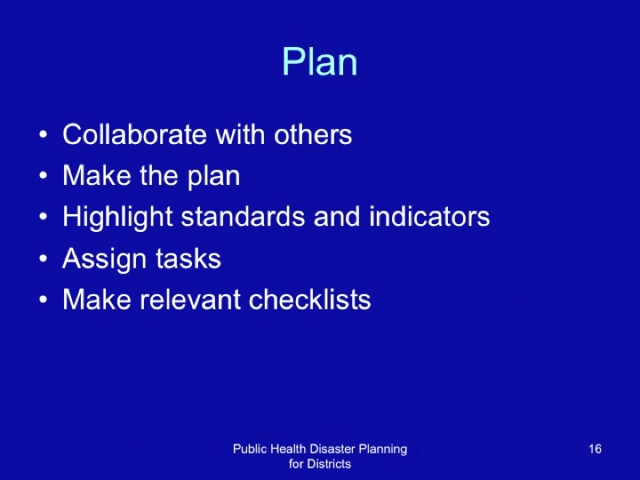 Plan
• Collaborate with others
• Make the plan
• Highlight standards and indicators
• Assign tasks
• Make relevant checklists
Public Health Disaster Planning
for Districts
16